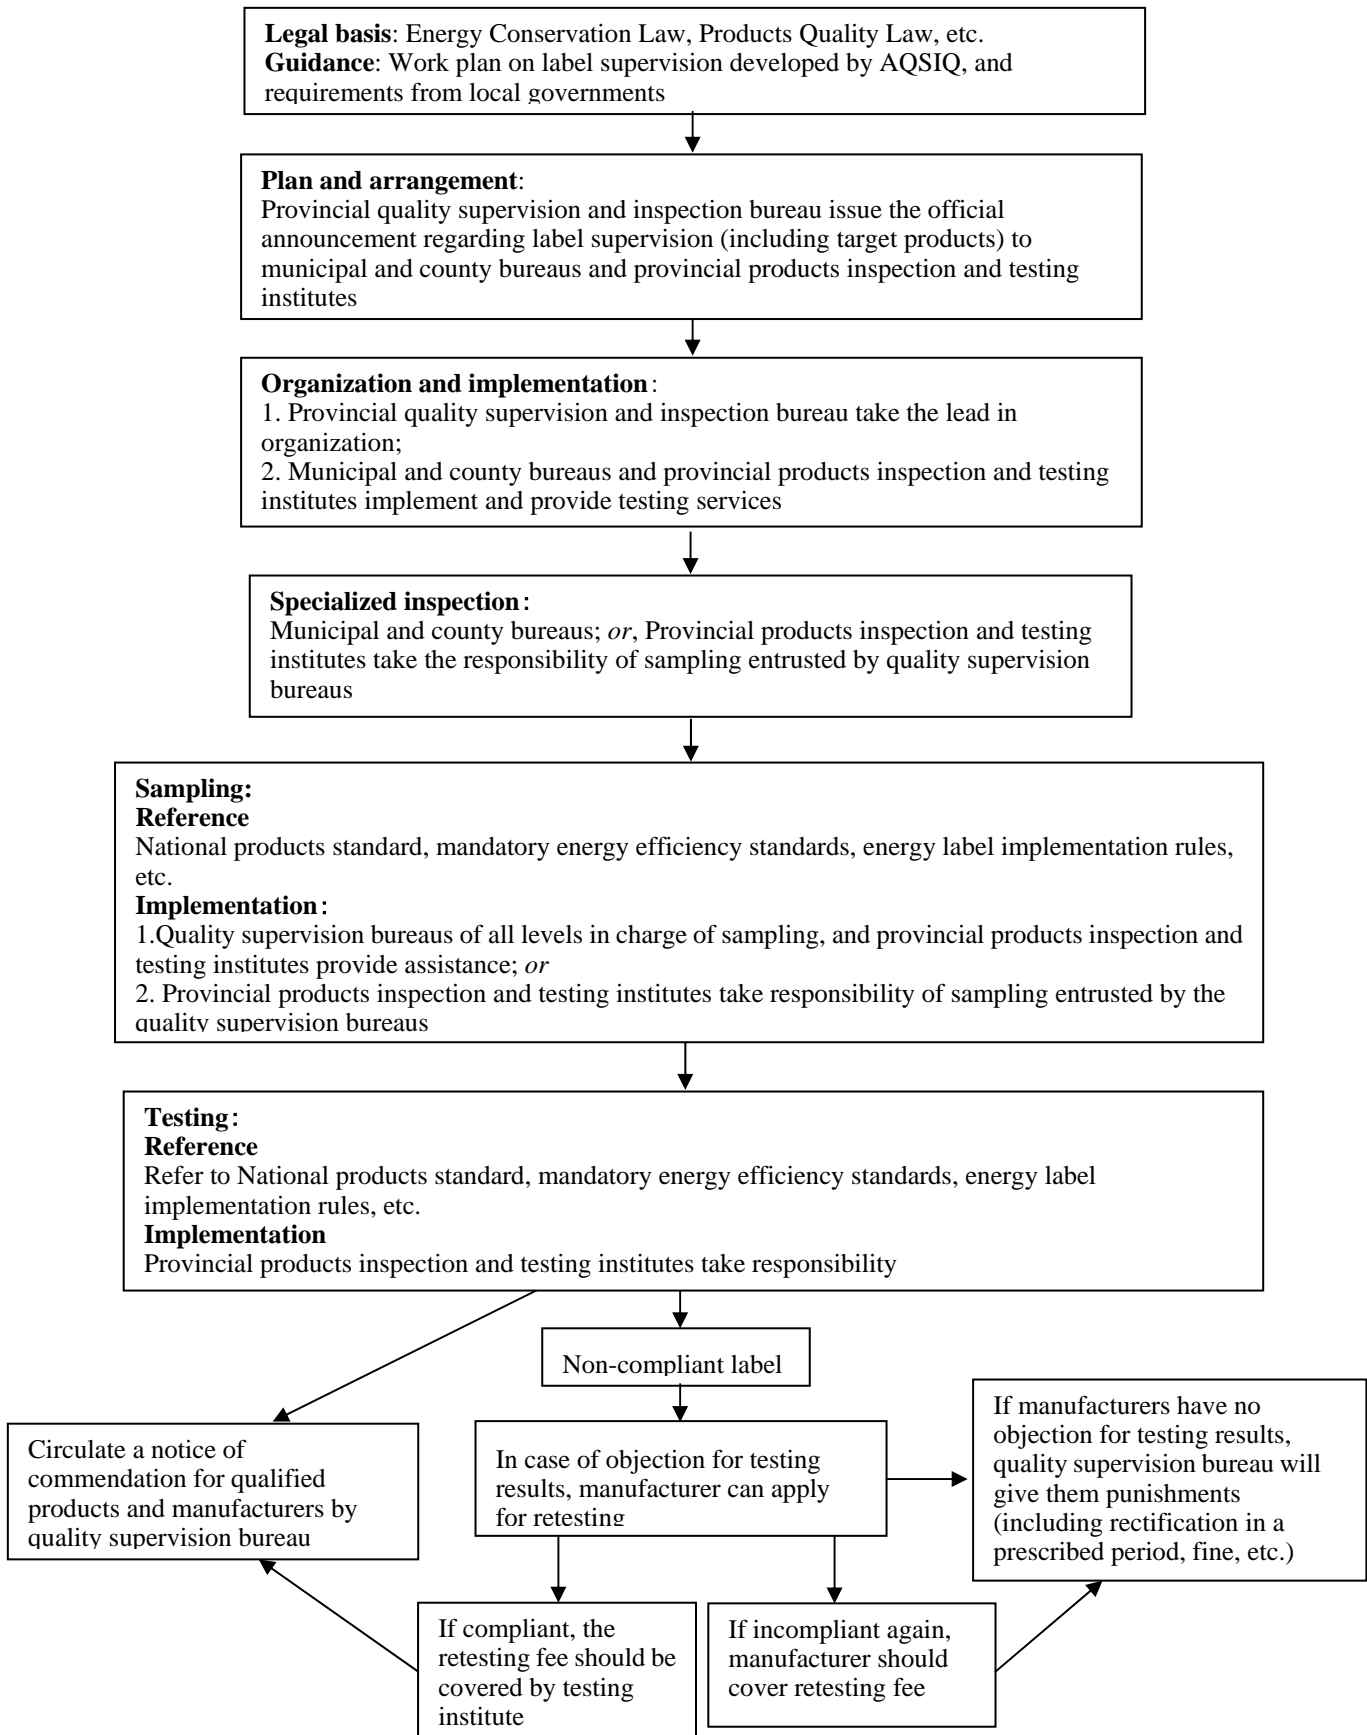 Legal basis: Energy Conservation Law, Products Quality Law, etc.
Guidance: Work plan on label supervision developed by AQSIQ, and
requirements from local governments
Plan and arrangement:
Provincial quality supervision and inspection bureau issue the official
announcement regarding label supervision (including target products) to
municipal and county bureaus and provincial products inspection and testing
institutes
Organization and implementation:
1. Provincial quality supervision and inspection bureau take the lead in
organization;
2. Municipal and county bureaus and provincial products inspection and testing
institutes implement and provide testing services
Specialized inspection:
Municipal and county bureaus; or, Provincial products inspection and testing
institutes take the responsibility of sampling entrusted by quality supervision
bureaus
Sampling:
Reference
National products standard, mandatory energy efficiency standards, energy label implementation rules,
etc.
Implementation:
1.Quality supervision bureaus of all levels in charge of sampling, and provincial products inspection and
testing institutes provide assistance; or
2. Provincial products inspection and testing institutes take responsibility of sampling entrusted by the
quality supervision bureaus
Testing:
Reference
Refer to National products standard, mandatory energy efficiency standards, energy label
implementation rules, etc.
Implementation
Provincial products inspection and testing institutes take responsibility
Non-compliant label
Circulate a notice of
commendation for qualified
products and manufacturers by
quality supervision bureau
In case of objection for testing
results, manufacturer can apply
for retesting
If manufacturers have no
objection for testing results,
quality supervision bureau will
give them punishments
(including rectification in a
prescribed period, fine, etc.)
If compliant, the
retesting fee should be
covered by testing
institute
If incompliant again,
manufacturer should
cover retesting fee